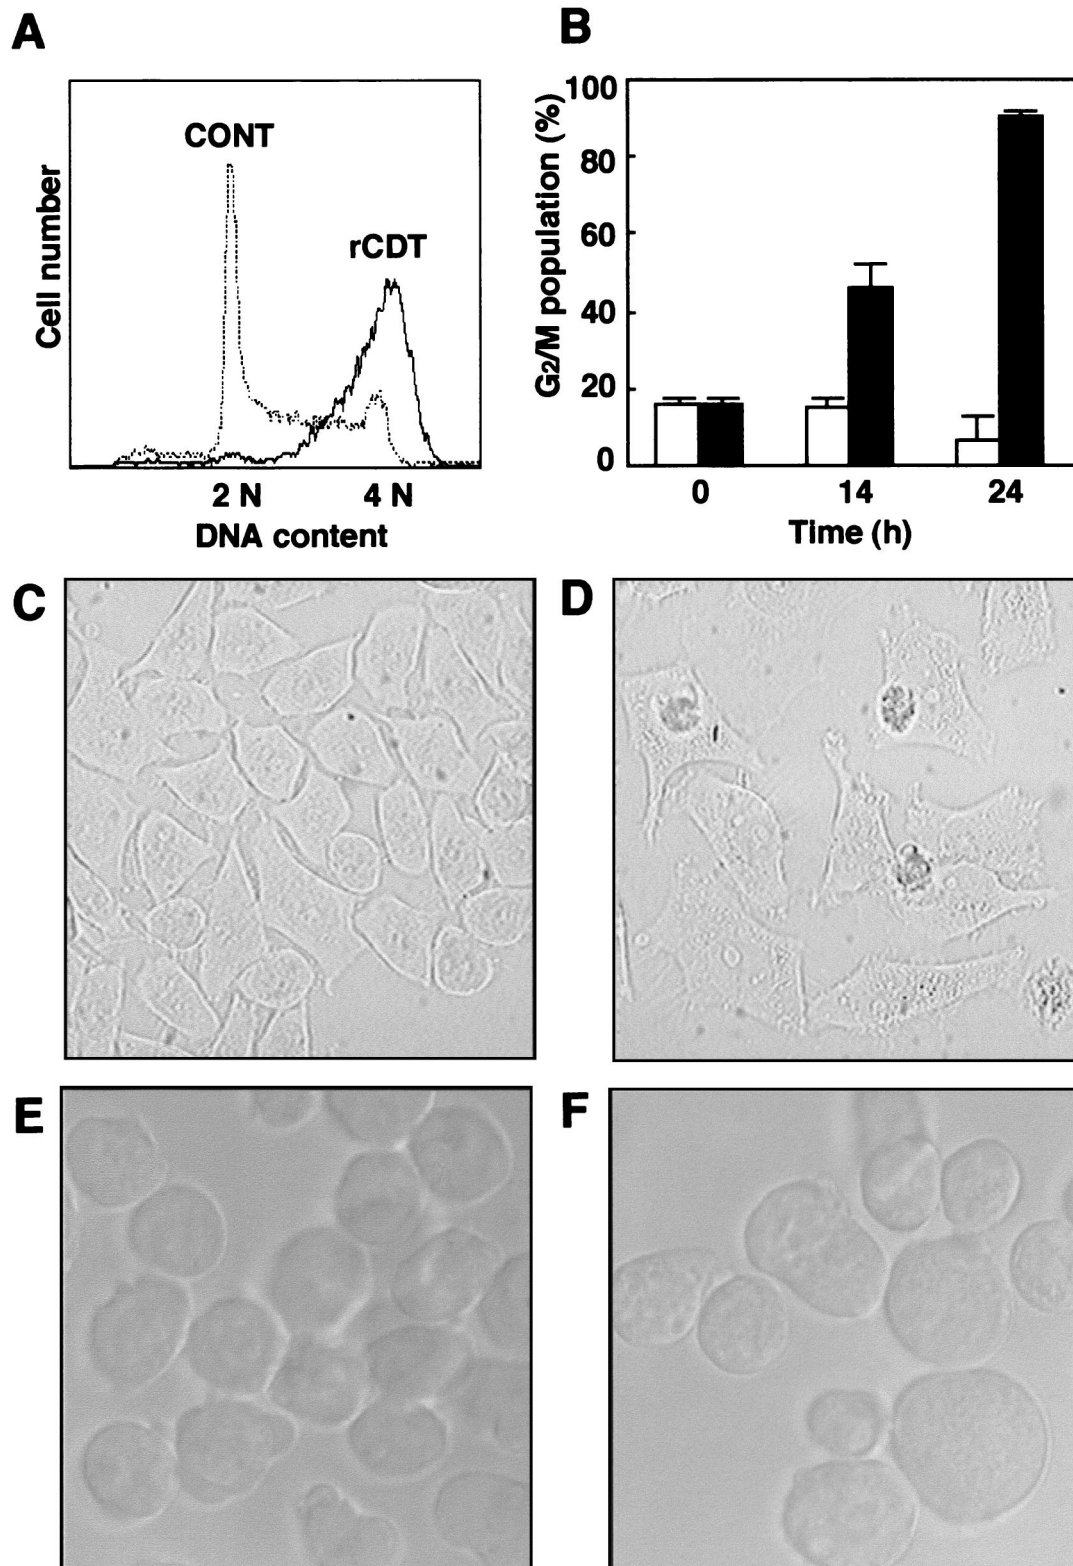 A
B
CONT
rCDT
Cell number
2 N
4 N
DNA content
G2/M population (%)
100
80
60
40
20
0
0
14
24
Time (h)
C
D
E
F